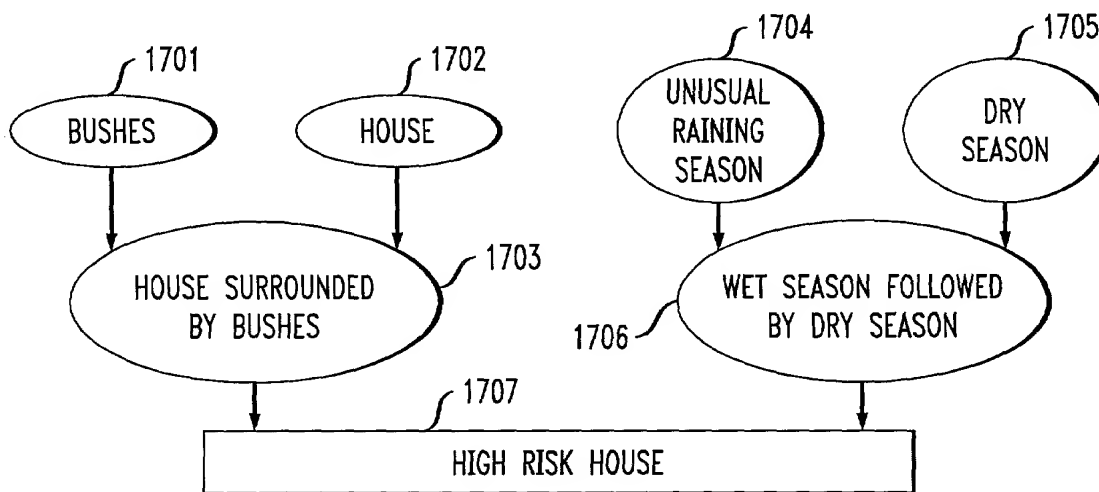 1701
1702
1704
1705
BUSHES
HOUSE
UNUSUAL
RAINING
SEASON
DRY
SEASON
HOUSE SURROUNDED
BY BUSHES
1703
WET SEASON FOLLOWED
BY DRY SEASON
1706
1707
HIGH RISK HOUSE